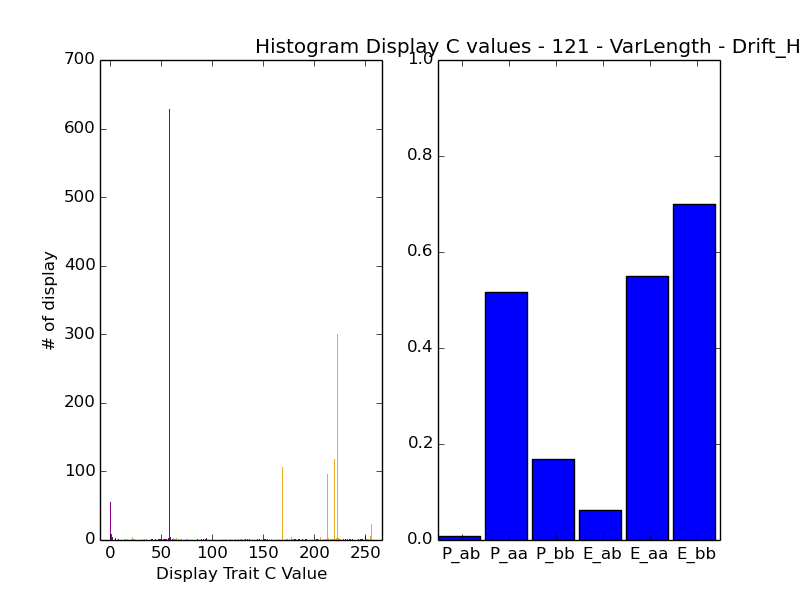 Histogram Display C values - 121 - VarLength - Drift_H
700
600
500
400
300
200
100
0
# of display
0 50 100 150 200 250
Display Trait C Value
1.0
0.8
0.6
0.4
0.2
0.0
P_ab P_aa P_bb E_ab E_aa E_bb